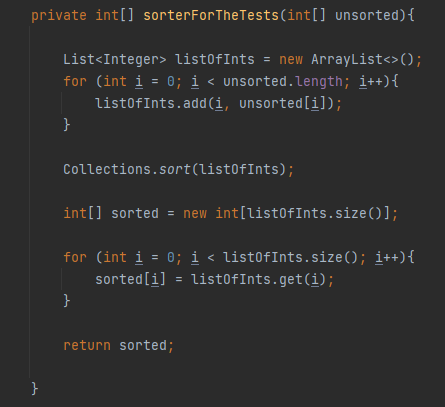 private int[] sorterForTheTests(int[] unsorted){
List<Integer> listOfInts = new ArrayList<>();
for (int i = 0; i < unsorted.length; i++){
listOfInts.add(i, unsorted[i]);
}
Collections.sort(listOfInts);
int[] sorted = new int[listOfInts.size()];
for (int i = 0; i < listOfInts.size(); i++){
sorted[i] = listOfInts.get(i);
}
return sorted;
}